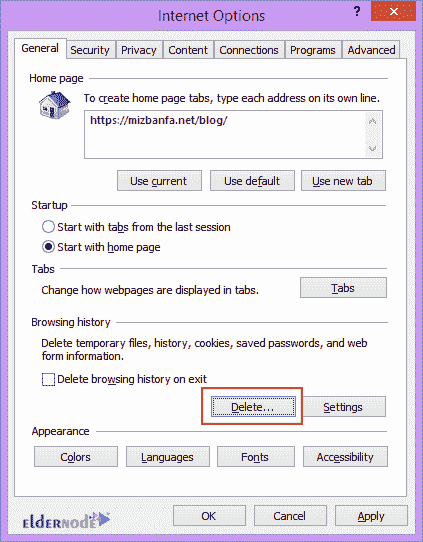 Internet Options
?
General Security Privacy Content Connections Programs Advanced
Home page
To create home page tabs, type each address on its own line.
https://mizbanfa.net/blog/
Use current Use default Use new tab
Startup
Start with tabs from the last session
Start with home page
Tabs
Change how webpages are displayed in tabs.
Tabs
Browsing history
Delete temporary files, history, cookies, saved passwords, and web
form information.
Delete browsing history on exit
Delete... Settings
Appearance
Colors Languages Fonts Accessibility
elderNode
OK Cancel Apply